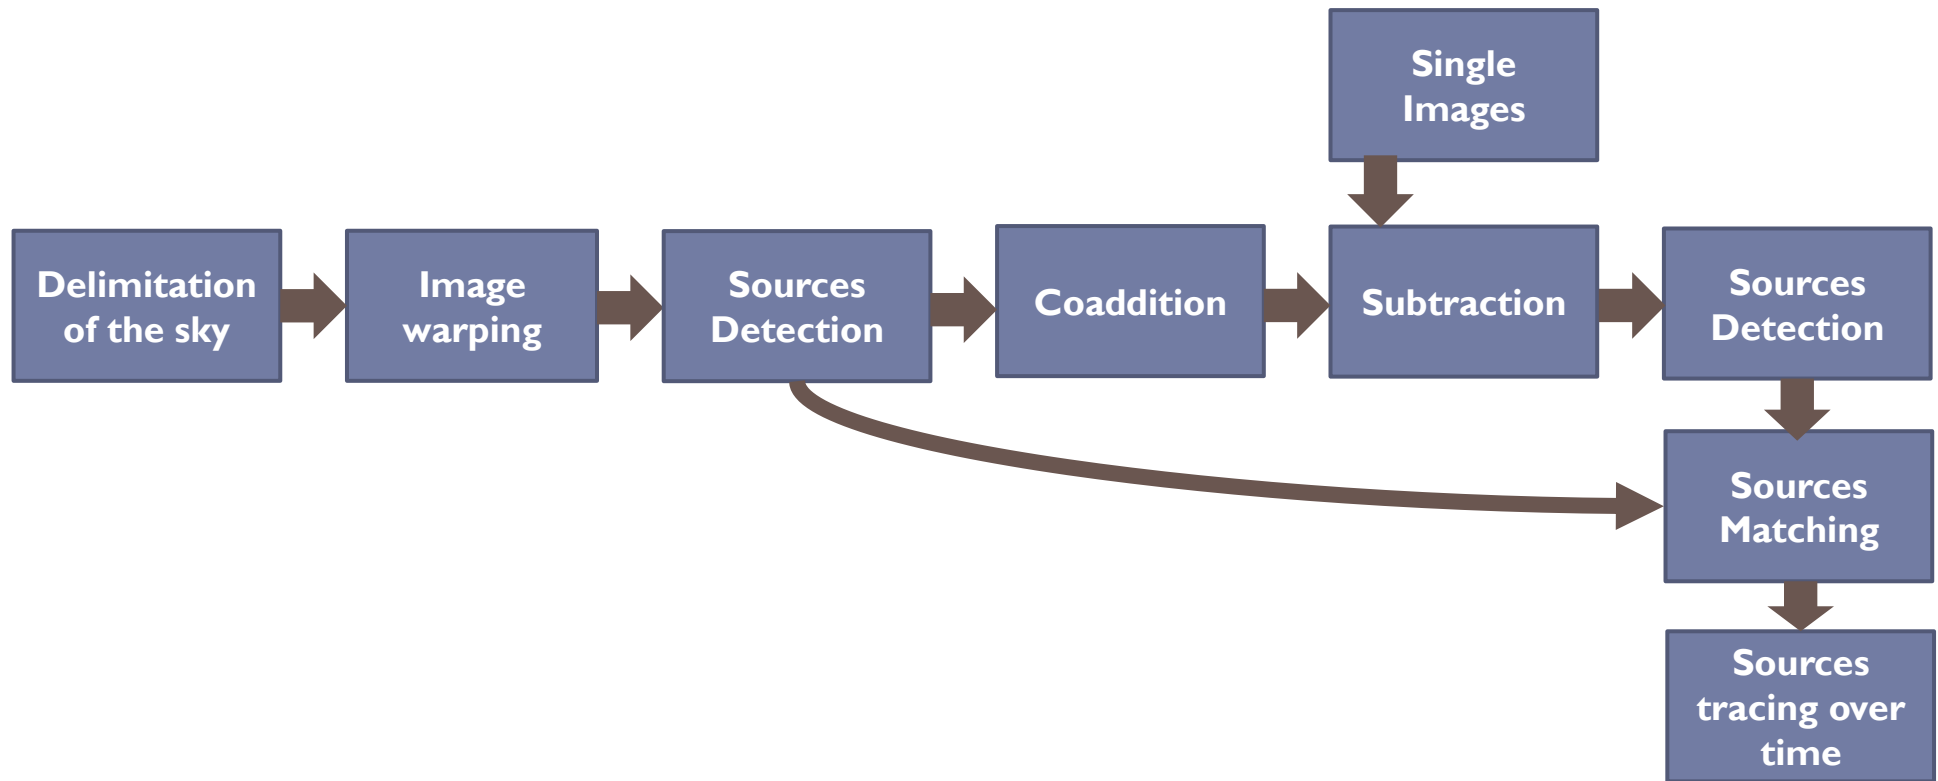 Single
Images
Delimitation
of the sky
Image
warping
Sources
Detection
Coaddition
Subtraction
Sources
Detection
Sources
Matching
Sources
tracing over
time